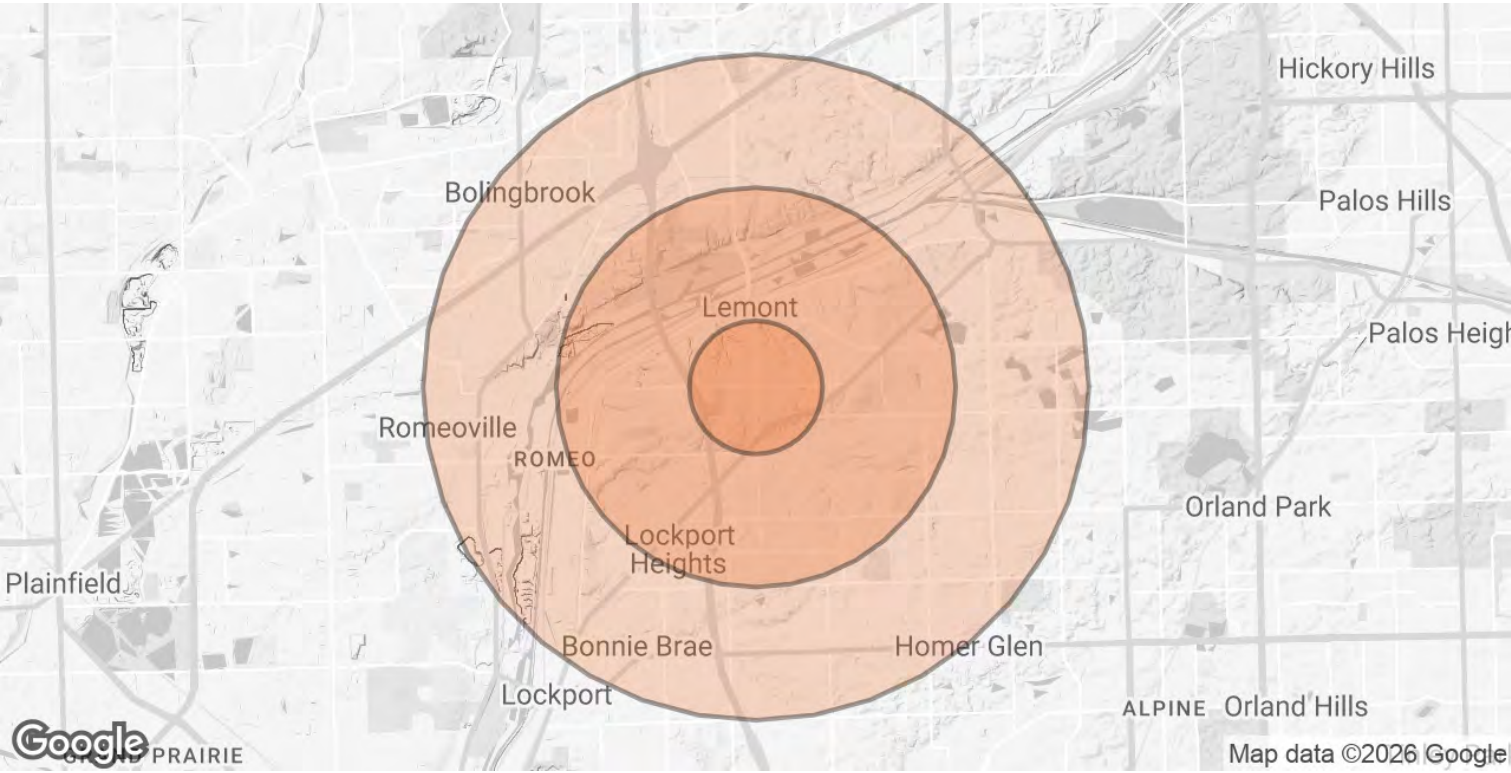 Hickory Hills
Bolingbrook
Palos Hills
Lemont
Palos Heigh
Romeoville
ROMEO
Orland Park
Lockport
Heights
Plainfield
Bonnie Brae
Homer Glen
Lockport
ALPINE
Orland Hills
Google
PRAIRIE
Map data ©2026 Google